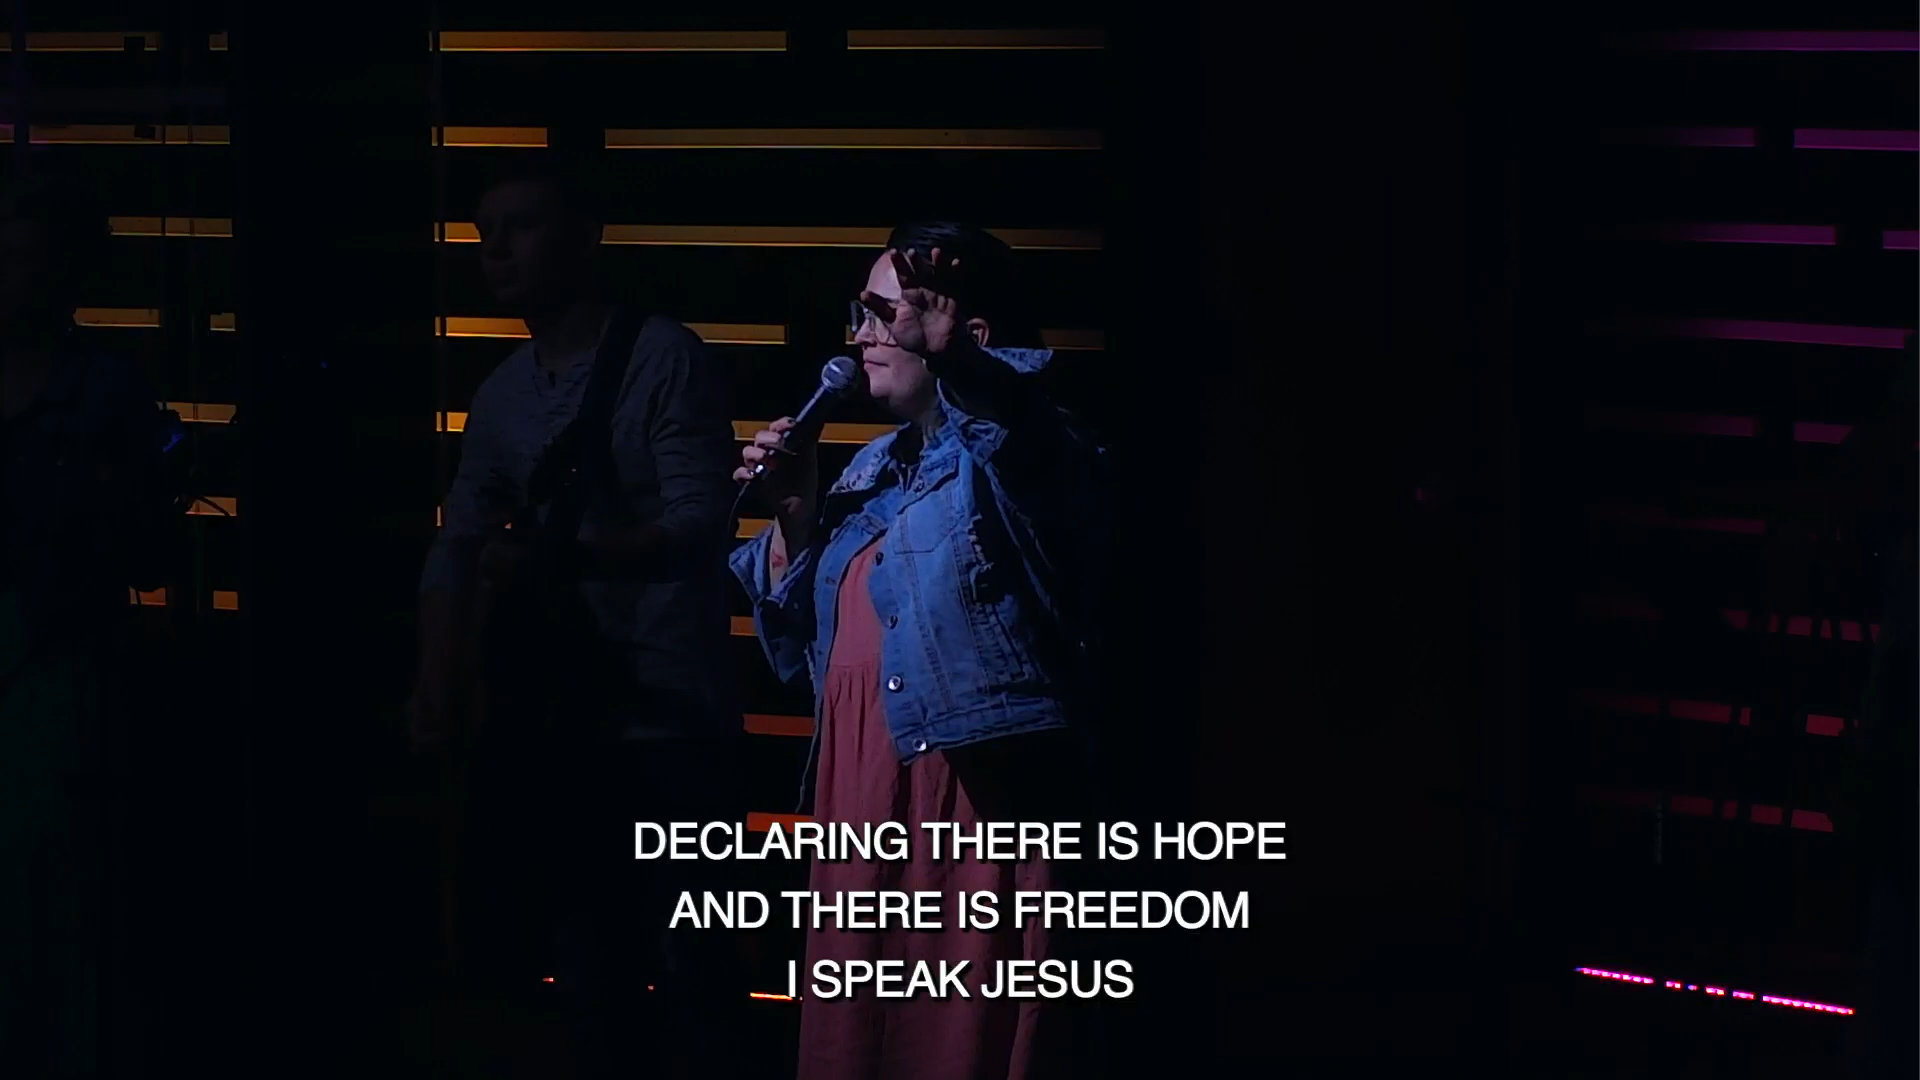 DECLARING THERE IS HOPE
AND THERE IS FREEDOM
I SPEAK JESUS